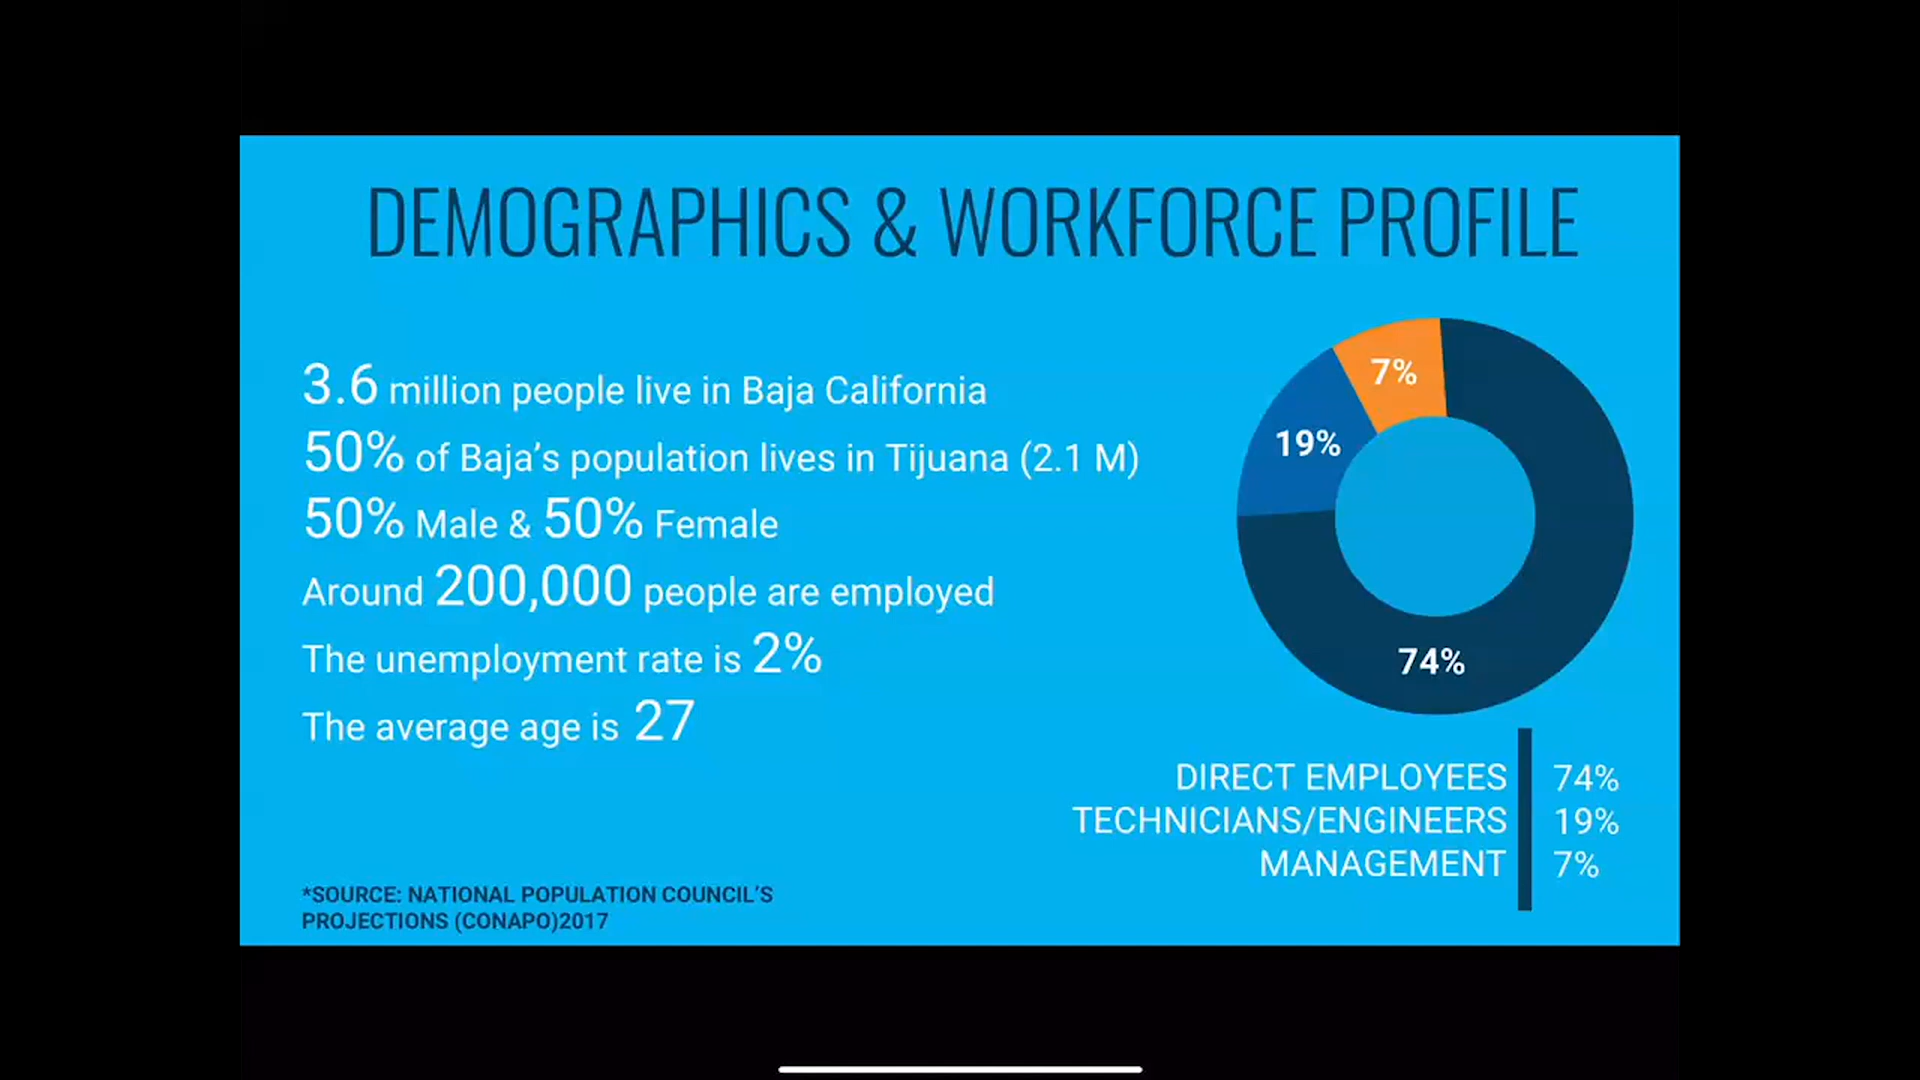 DEMOGRAPHICS & WORKFORCE PROFILE
3.6 million people live in Baja California
50% of Baja's population lives in Tijuana (2.1 M)
50% Male & 50% Female
Around 200,000 people are employed
The unemployment rate is 2%
The average age is 27
7%
19%
74%
DIRECT EMPLOYEES 74%
TECHNICIANS/ENGINEERS 19%
MANAGEMENT 7%
*SOURCE: NATIONAL POPULATION COUNCIL'S
PROJECTIONS (CONAPO)2017